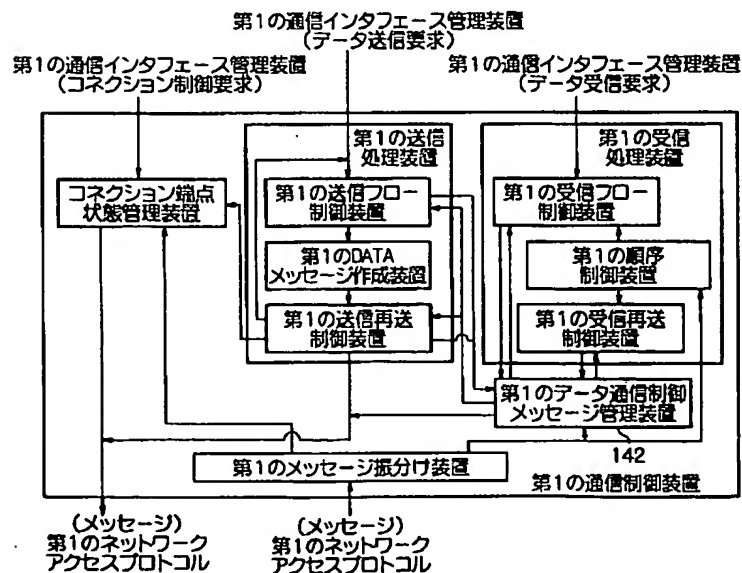 第1の通信インタフェース管理装置
(データ送信要求)
第1の通信インタフェース管理装置
(コネクション制御要求)
第1の通信インタフェース管理装置
(データ受信要求)
第1の送信
処理装置
第1の受信
処理装置
コネクション端点
状態管理装置
第1の送信フロー
制御装置
第1の受信フロー
制御装置
第1のDATA
メッセージ作成装置
第1の順序
制御装置
第1の送信再送
制御装置
第1の受信再送
制御装置
第1のデータ通信制御
メッセージ管理装置
142
第1のメッセージ振分け装置
第1の通信制御装置
(メッセージ)
第1のネットワーク
アクセスプロトコル
(メッセージ)
第1のネットワーク
アクセスプロトコル